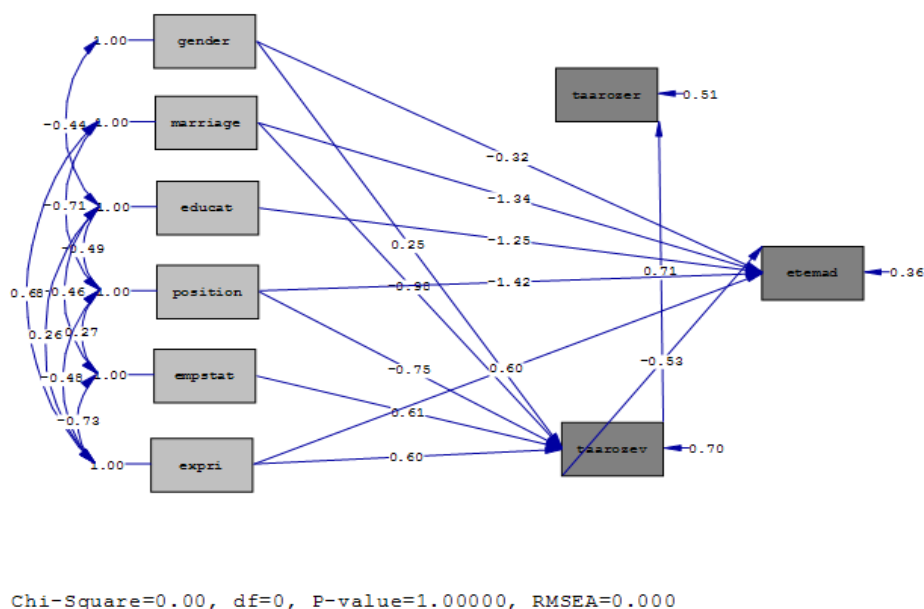 1.00 gender
taarozer 0.51
-0.44
1.00 marriage
-0.32
-0.71
1.00 educat
-1.34
-0.49
0.25
-1.25
etemad 0.36
0.68
0.46
1.00 position
-0.98
-1.42
0.71
0.26
0.27
-0.48
1.00 empstat
-0.75
0.60
-0.53
-0.73
0.61
1.00 expri
0.60
taarozev 0.70
Chi-Square=0.00, df=0, P-value=1.00000, RMSEA=0.000